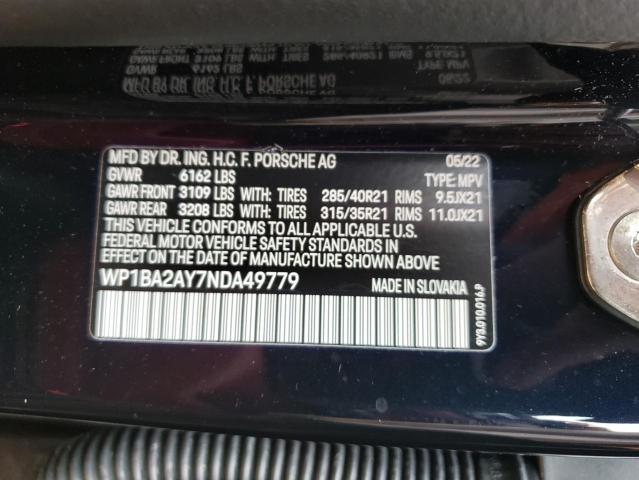 MFD BY DR. ING. H.C. F. PORSCHE AG 05/22
GVWR 6162 LBS TYPE: MPV
GAWR FRONT 3109 LBS WITH: TIRES 285/40R21 RIMS 9.5JX21
GAWR REAR 3208 LBS WITH: TIRES 315/35R21 RIMS 11.0JX21
THIS VEHICLE CONFORMS TO ALL APPLICABLE U.S.
FEDERAL MOTOR VEHICLE SAFETY STANDARDS IN
EFFECT ON THE DATE OF MANUFACTURE SHOWN ABOVE
WP1BA2AY7NDA49779 MADE IN SLOVAKIA
9Y3.010.016.P